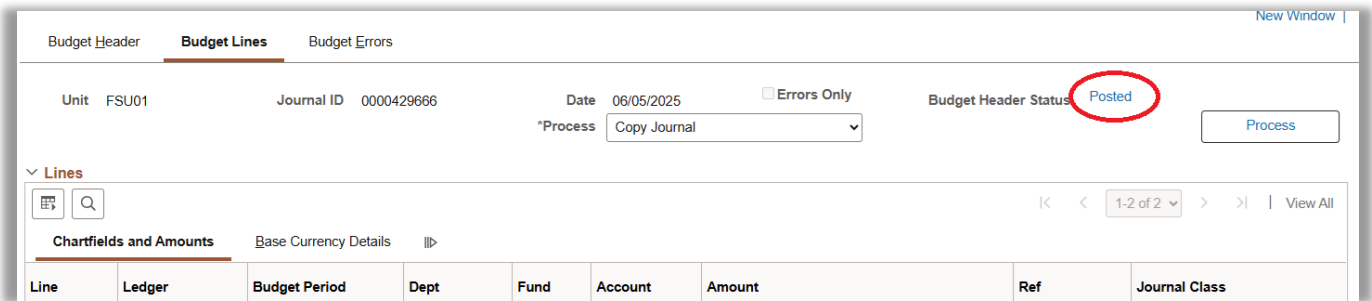 New Window |
Budget Header Budget Lines Budget Errors
Unit FSU01 Journal ID 0000429666 Date 06/05/2025 Errors Only Budget Header Status Posted
*Process Copy Journal Process
Lines
1-2 of 2 | View All
Chartfields and Amounts Base Currency Details
Line Ledger Budget Period Dept Fund Account Amount Ref Journal Class